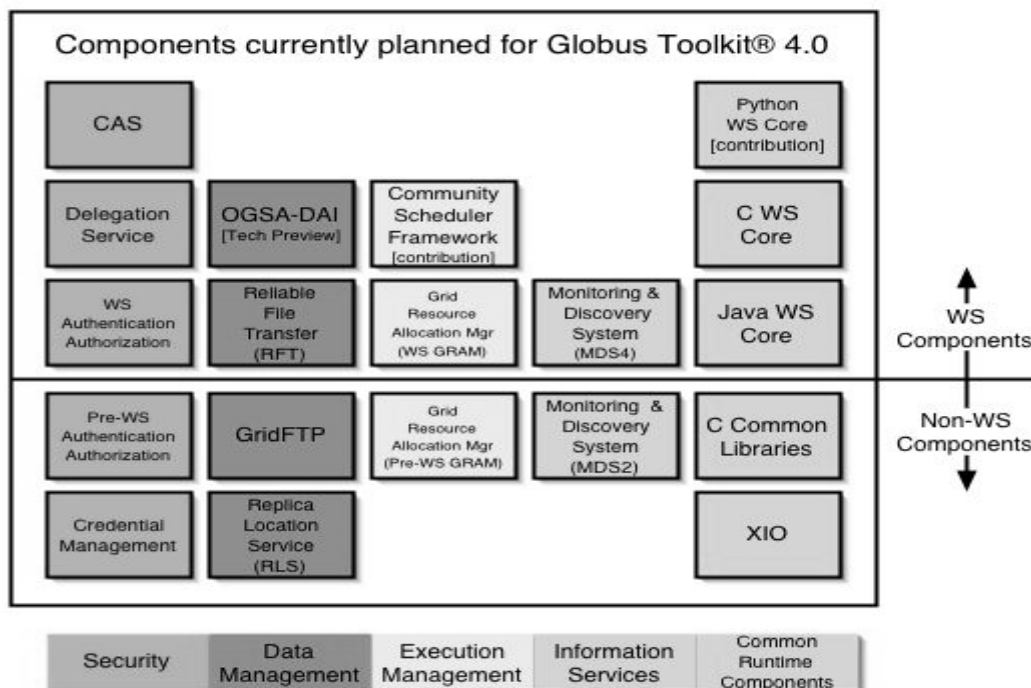 Components currently planned for Globus Toolkit® 4.0
CAS
Python
WS Core
[contribution]
Delegation
Service
OGSA-DAI
[Tech Preview]
Community
Scheduler
Framework
[contribution]
C WS
Core
WS
Authentication
Authorization
Reliable
File
Transfer
(RFT)
Grid
Resource
Allocation Mgr
(WS GRAM)
Monitoring &
Discovery
System
(MDS4)
Java WS
Core
WS
Components
Pre-WS
Authentication
Authorization
GridFTP
Grid
Resource
Allocation Mgr
(Pre-WS GRAM)
Monitoring &
Discovery
System
(MDS2)
C Common
Libraries
Non-WS
Components
Credential
Management
Replica
Location
Service
(RLS)
XIO
Security
Data
Management
Execution
Management
Information
Services
Common
Runtime
Components